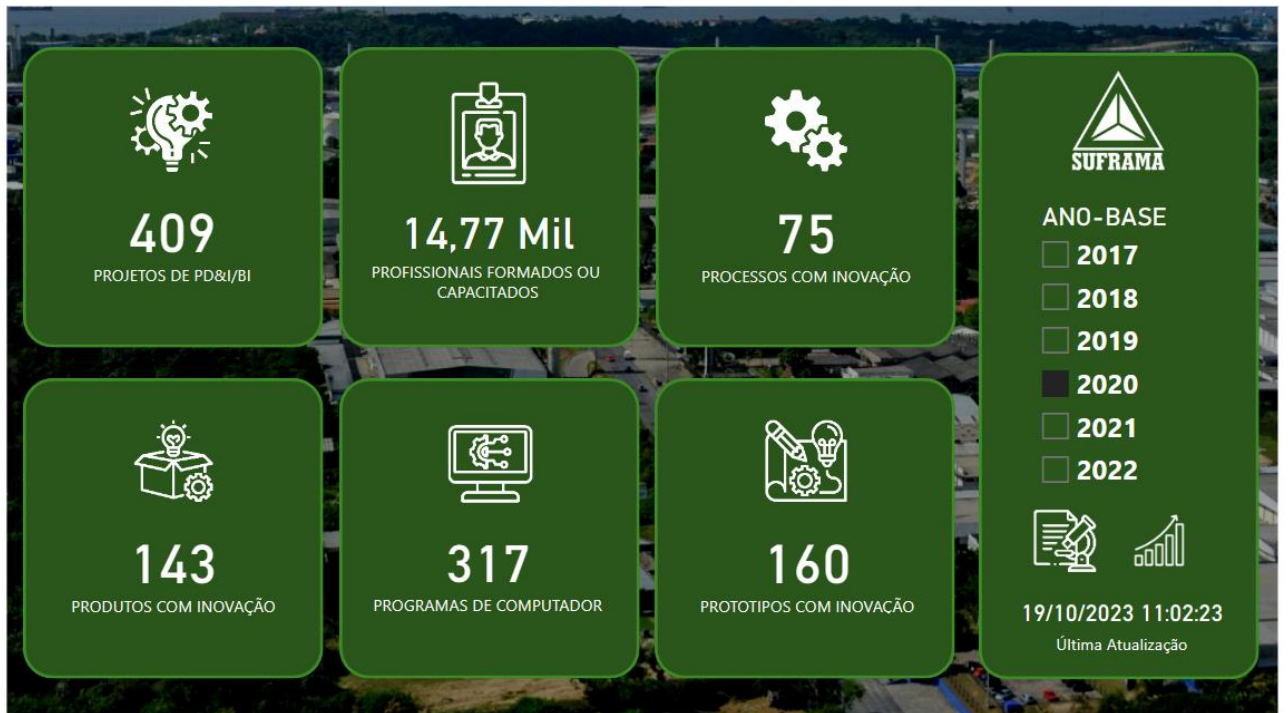 409
PROJETOS DE PD&I/BI
14,77 Mil
PROFISSIONAIS FORMADOS OU
CAPACITADOS
75
PROCESSOS COM INOVAÇÃO
143
PRODUTOS COM INOVAÇÃO
317
PROGRAMAS DE COMPUTADOR
160
PROTOTIPOS COM INOVAÇÃO
SUFRAMA
ANO-BASE
2017
2018
2019
2020
2021
2022
19/10/2023 11:02:23
Última Atualização